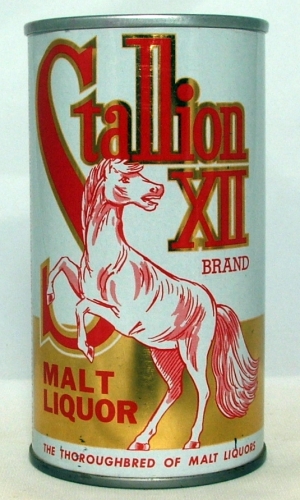 Stallion
XII
BRAND
MALT
LIQUOR
THE THOROUGHBRED OF MALT LIQUORS